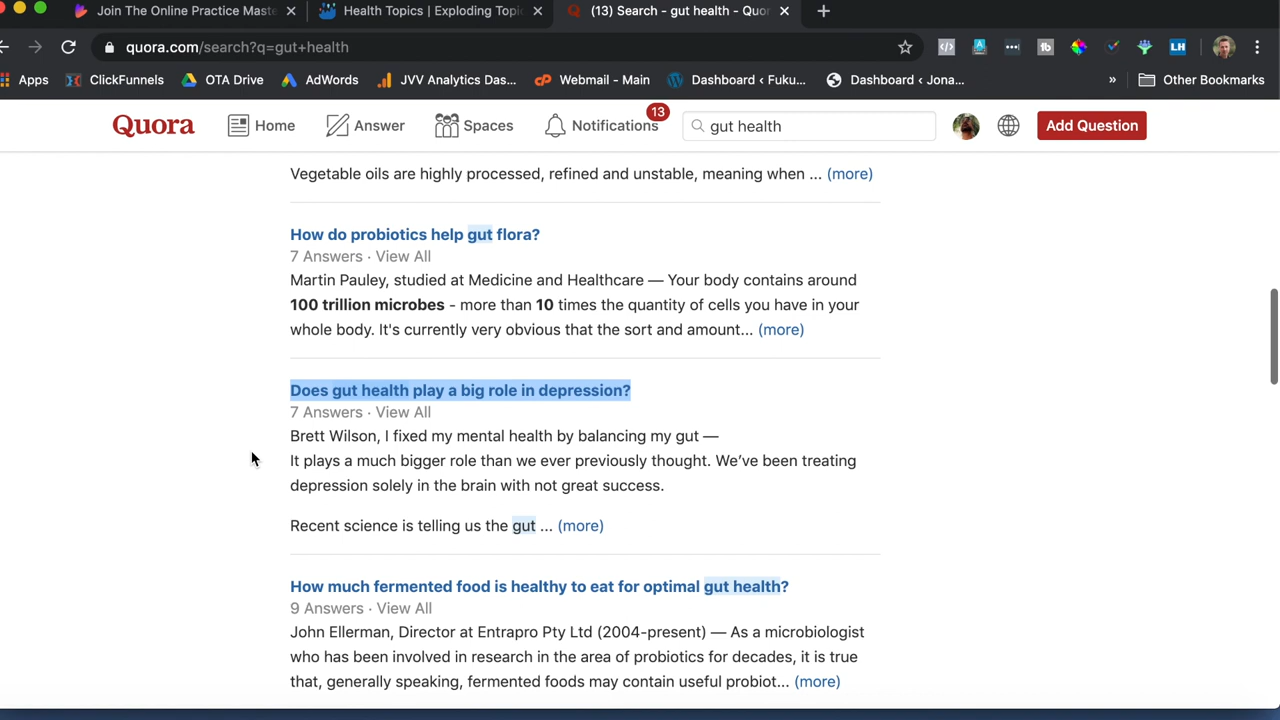 Join The Online Practice Maste
Health Topics | Exploding Topic
(13) Search - gut health - Quor
quora.com/search?q=gut+health
Apps
ClickFunnels
OTA Drive
AdWords
JVV Analytics Das...
Webmail - Main
Dashboard ‹ Fuku...
Dashboard ‹ Jona...
»
Other Bookmarks
Quora
Home
Answer
Spaces
Notifications
13
gut health
Add Question
Vegetable oils are highly processed, refined and unstable, meaning when ... (more)
How do probiotics help gut flora?
7 Answers · View All
Martin Pauley, studied at Medicine and Healthcare — Your body contains around
100 trillion microbes - more than 10 times the quantity of cells you have in your
whole body. It's currently very obvious that the sort and amount... (more)
Does gut health play a big role in depression?
7 Answers · View All
Brett Wilson, I fixed my mental health by balancing my gut —
It plays a much bigger role than we ever previously thought. We've been treating
depression solely in the brain with not great success.
Recent science is telling us the gut ... (more)
How much fermented food is healthy to eat for optimal gut health?
9 Answers · View All
John Ellerman, Director at Entrapro Pty Ltd (2004-present) — As a microbiologist
who has been involved in research in the area of probiotics for decades, it is true
that, generally speaking, fermented foods may contain useful probiot... (more)